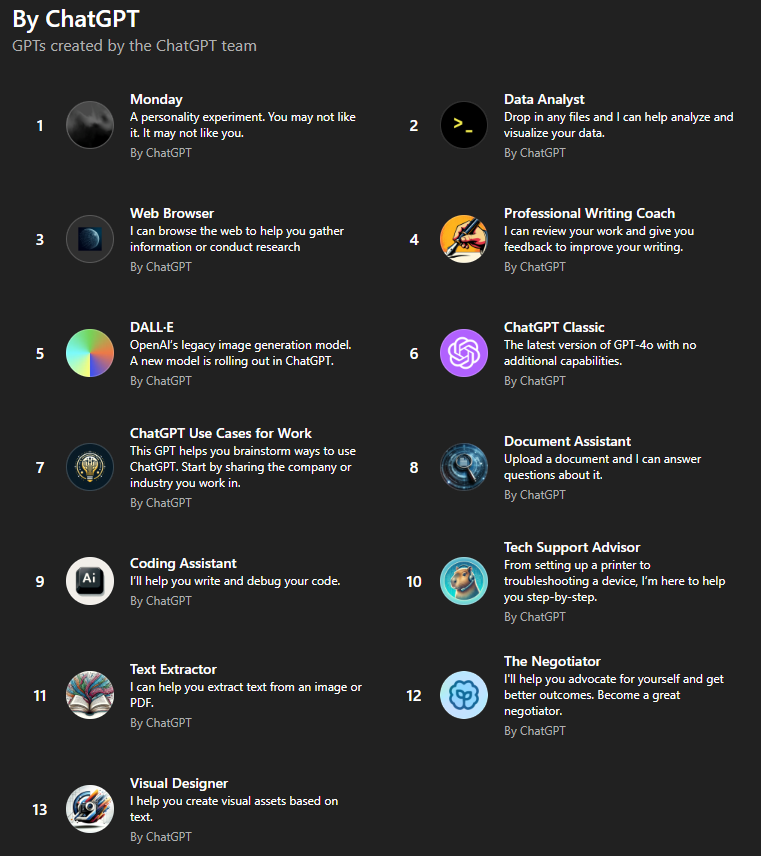 By ChatGPT
GPTs created by the ChatGPT team
1
Monday
A personality experiment. You may not like
it. It may not like you.
By ChatGPT
2
>_
Data Analyst
Drop in any files and I can help analyze and
visualize your data.
By ChatGPT
3
Web Browser
I can browse the web to help you gather
information or conduct research
By ChatGPT
4
Professional Writing Coach
I can review your work and give you
feedback to improve your writing.
By ChatGPT
5
DALL·E
OpenAI's legacy image generation model.
A new model is rolling out in ChatGPT.
By ChatGPT
6
ChatGPT Classic
The latest version of GPT-4o with no
additional capabilities.
By ChatGPT
7
ChatGPT Use Cases for Work
This GPT helps you brainstorm ways to use
ChatGPT. Start by sharing the company or
industry you work in.
By ChatGPT
8
Document Assistant
Upload a document and I can answer
questions about it.
By ChatGPT
9
Ai
Coding Assistant
I’ll help you write and debug your code.
By ChatGPT
10
Tech Support Advisor
From setting up a printer to
troubleshooting a device, I’m here to help
you step-by-step.
By ChatGPT
11
Text Extractor
I can help you extract text from an image or
PDF.
By ChatGPT
12
The Negotiator
I'll help you advocate for yourself and get
better outcomes. Become a great
negotiator.
By ChatGPT
13
Visual Designer
I help you create visual assets based on
text.
By ChatGPT